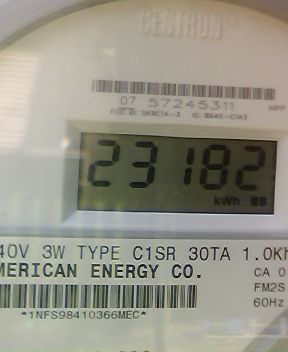 CENTRON
07 57245311
23182
kWh
40V 3W TYPE C1SR 30TA 1.0Kh
MERICAN ENERGY CO.
CA 0
FM2S
60Hz
*1NFS98410366MEC*